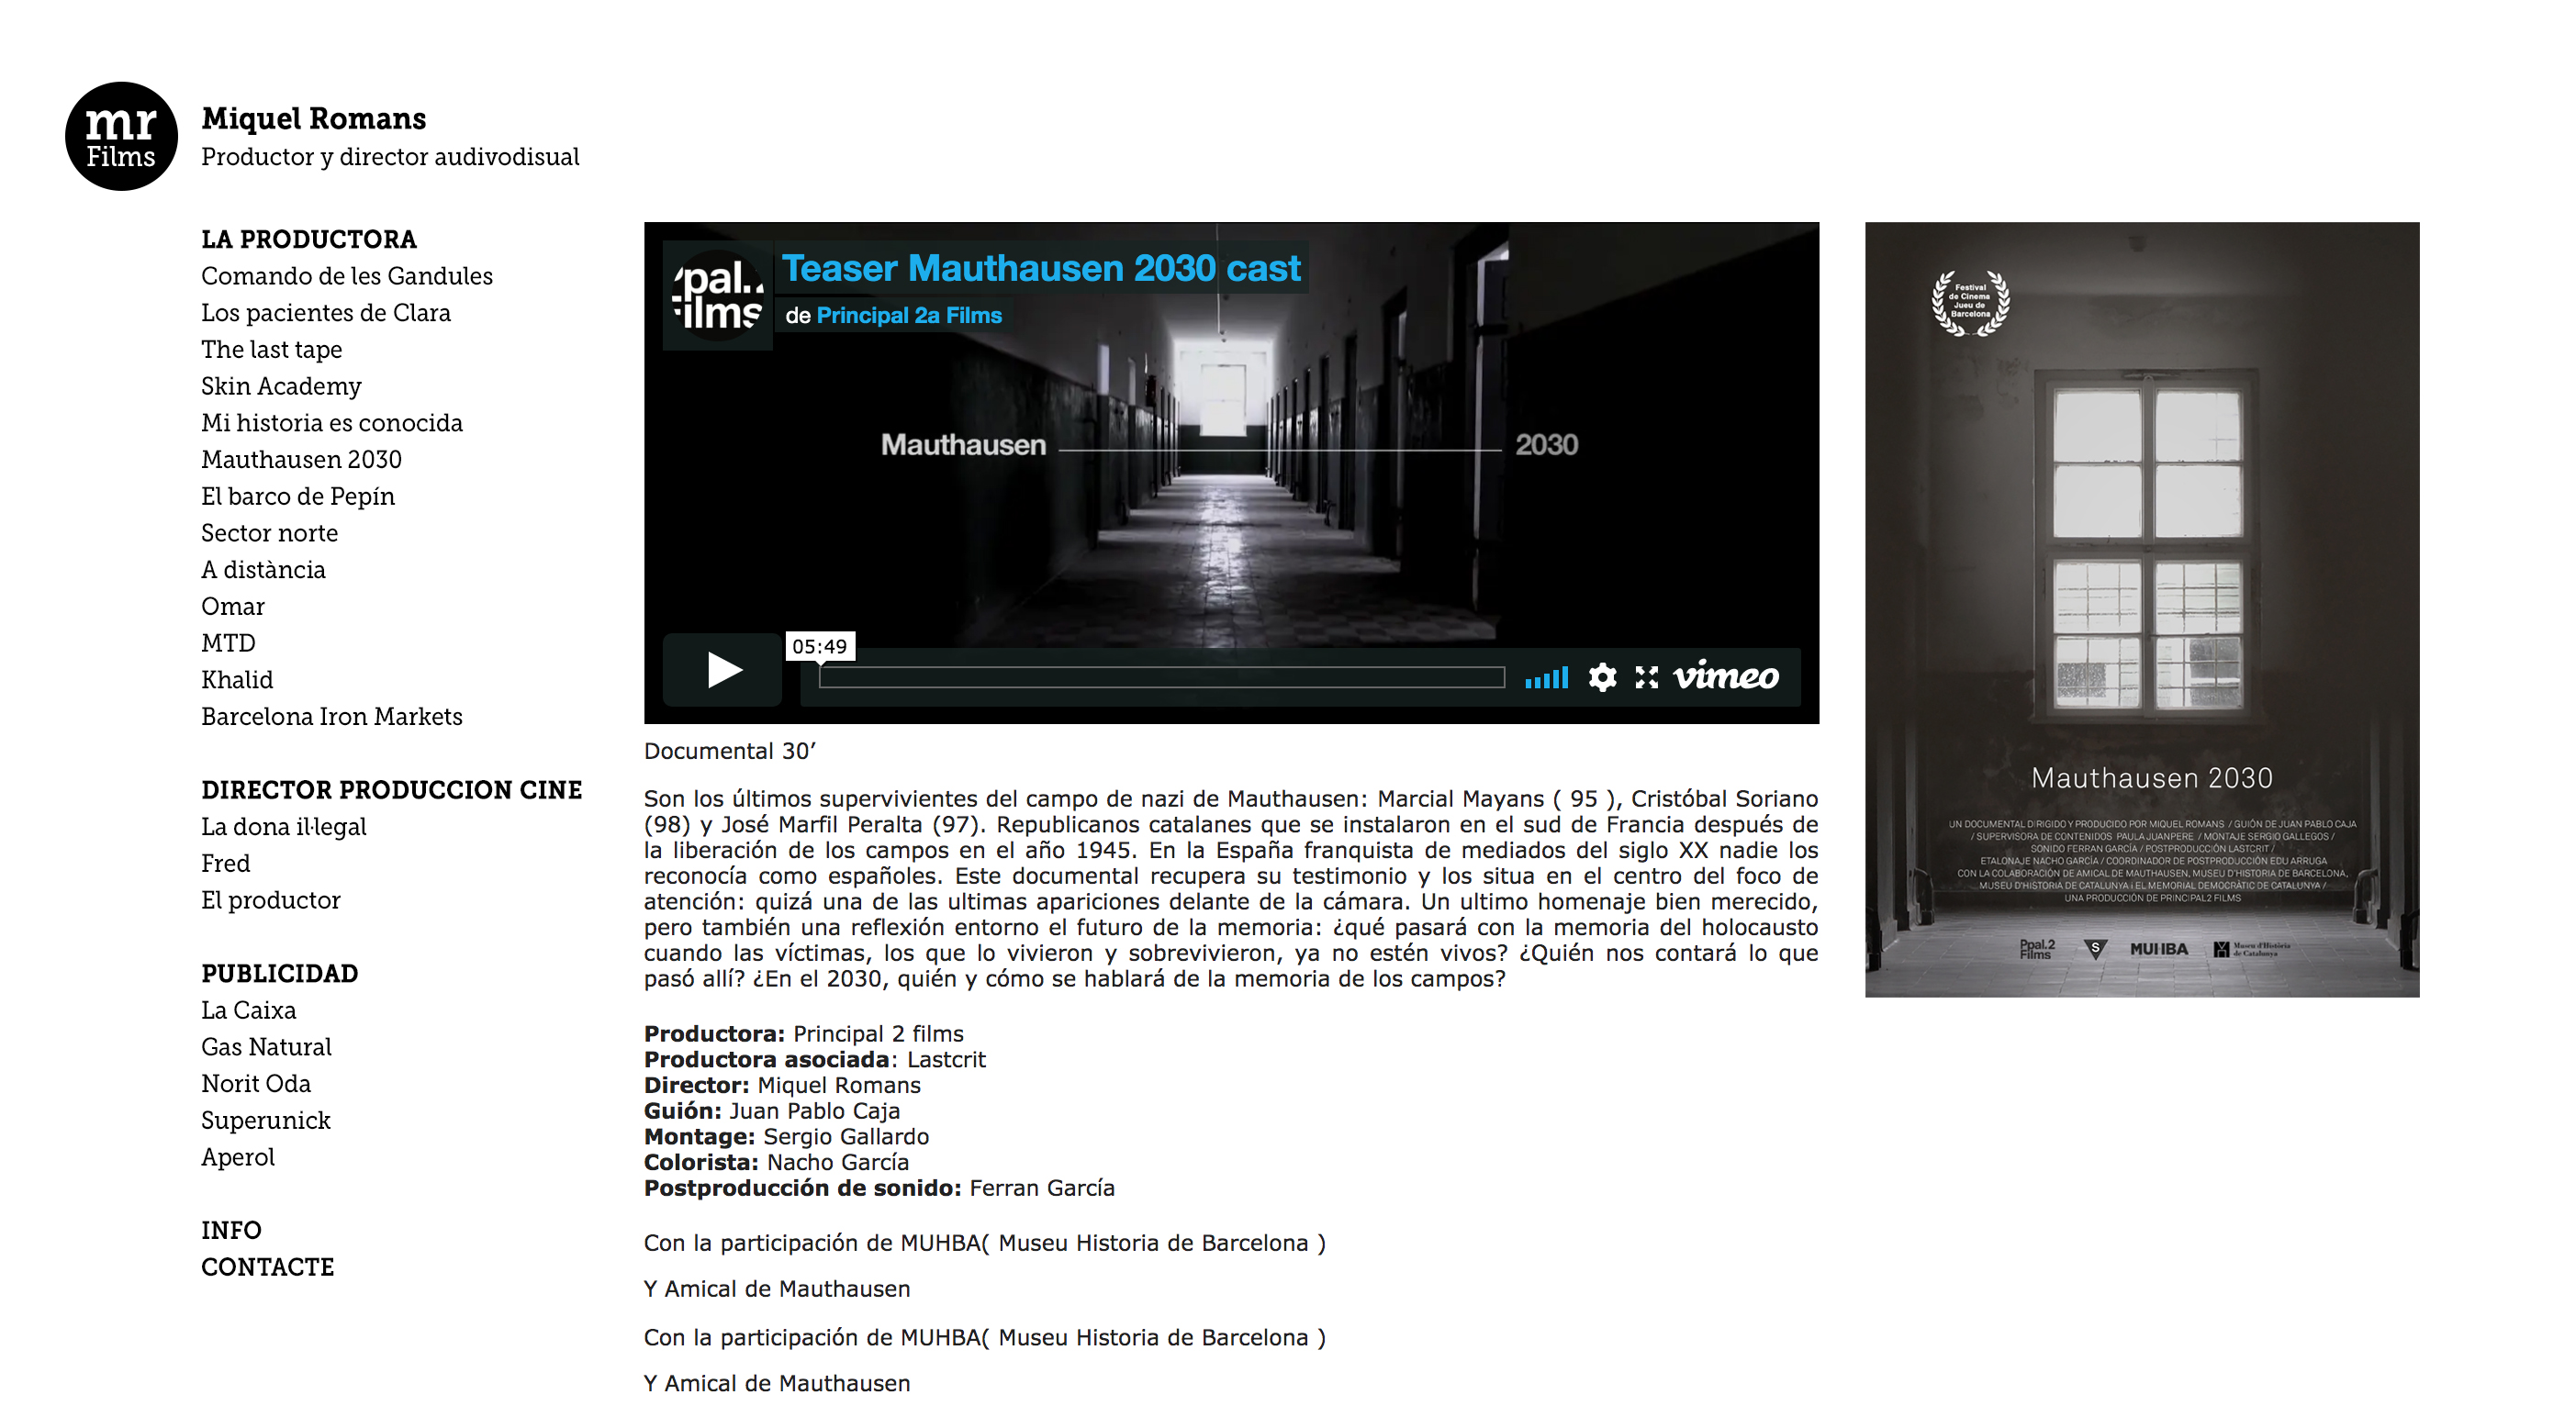 mr
Films
Miquel Romans
Productor y director audivodisual
LA PRODUCTORA
Comando de les Gandules
Los pacientes de Clara
The last tape
Skin Academy
Mi historia es conocida
Mauthausen 2030
El barco de Pepín
Sector norte
A distància
Omar
MTD
Khalid
Barcelona Iron Markets
DIRECTOR PRODUCCION CINE
La dona il·legal
Fred
El productor
PUBLICIDAD
La Caixa
Gas Natural
Norit Oda
Superunick
Aperol
INFO
CONTACTE
pal.
ilms
Teaser Mauthausen 2030 cast
de Principal 2a Films
Mauthausen 2030
05:49
vimeo
Documental 30’
Son los últimos supervivientes del campo de nazi de Mauthausen: Marcial Mayans ( 95 ), Cristóbal Soriano
(98) y José Marfil Peralta (97). Republicanos catalanes que se instalaron en el sud de Francia después de
la liberación de los campos en el año 1945. En la España franquista de mediados del siglo XX nadie los
reconocía como españoles. Este documental recupera su testimonio y los situa en el centro del foco de
atención: quizá una de las ultimas apariciones delante de la cámara. Un ultimo homenaje bien merecido,
pero también una reflexión entorno el futuro de la memoria: ¿qué pasará con la memoria del holocausto
cuando las víctimas, los que lo vivieron y sobrevivieron, ya no estén vivos? ¿Quién nos contará lo que
pasó allí? ¿En el 2030, quién y cómo se hablará de la memoria de los campos?
Productora: Principal 2 films
Productora asociada: Lastcrit
Director: Miquel Romans
Guión: Juan Pablo Caja
Montage: Sergio Gallardo
Colorista: Nacho García
Postproducción de sonido: Ferran García
Con la participación de MUHBA( Museu Historia de Barcelona )
Y Amical de Mauthausen
Con la participación de MUHBA( Museu Historia de Barcelona )
Y Amical de Mauthausen
Festival
de Cinema
Jueu de
Barcelona
Mauthausen 2030
UN DOCUMENTAL DIRIGIDO Y PRODUCIDO POR MIQUEL ROMANS / GUIÓN DE JUAN PABLO CAJA
/ SUPERVISORA DE CONTENIDOS PAULA JUANPERE / MONTAJE SERGIO GALLEGOS /
SONIDO FERRAN GARCÍA / POSTPRODUCCIÓN LASTCRIT /
ETALONAJE NACHO GARCÍA / COORDINADOR DE POSTPRODUCCIÓN EDU ARRUGA
CON LA COLABORACIÓN DE AMICAL DE MAUTHAUSEN, MUSEU D'HISTORIA DE BARCELONA,
MUSEU D'HISTORIA DE CATALUNYA i EL MEMORIAL DEMOCRÀTIC DE CATALUNYA /
UNA PRODUCCIÓN DE PRINCIPAL2 FILMS
Ppal.2
Films
S
MUHBA
Museu d'Història
de Catalunya